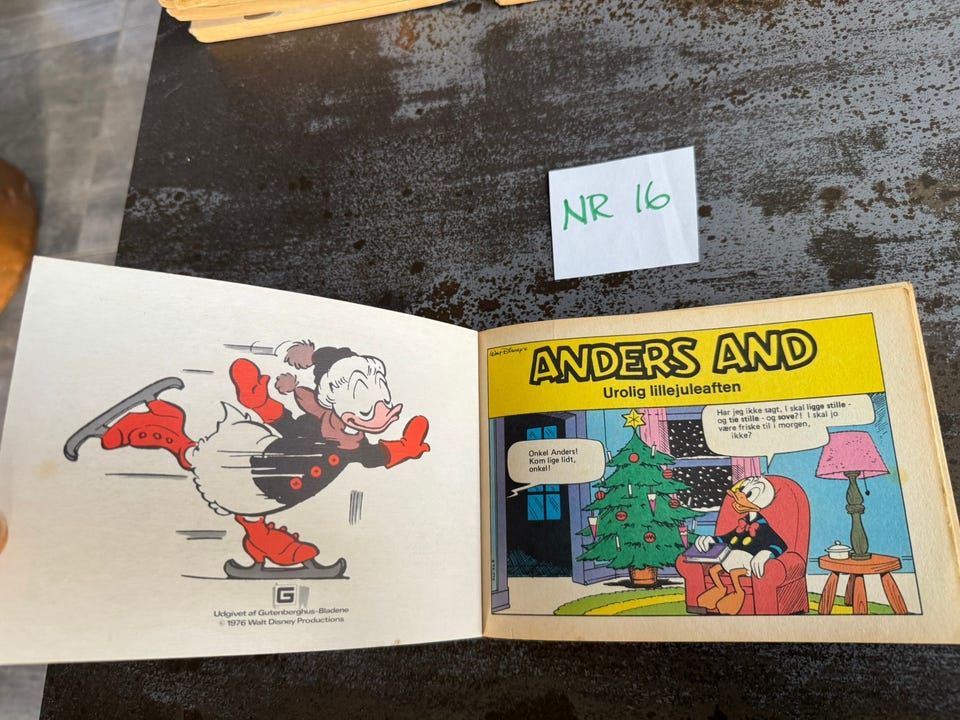 NR 16
G
Udgivet af Gutenberghus-Bladene
© 1976 Walt Disney Productions
Walt Disney's
ANDERS AND
Urolig lillejuleaften
Onkel Anders!
Kom lige lidt,
onkel!
Har jeg ikke sagt, I skal ligge stille -
og tie stille - og sove?! I skal jo
være friske til i morgen,
ikke?